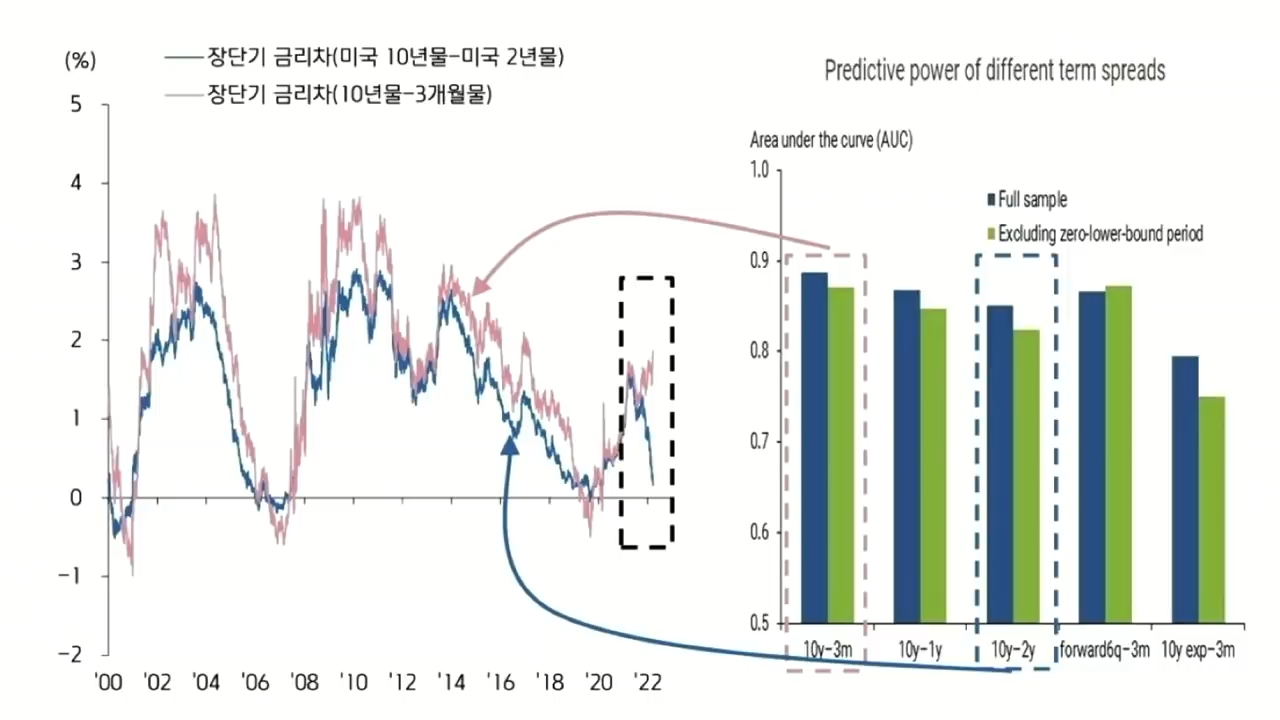 (%)
장단기 금리차(미국 10년물-미국 2년물)
장단기 금리차(10년물-3개월물)
5
4
3
2
1
0
-1
-2
'00 '02 '04 '06 '08 '10 '12 '14 '16 '18 '20 '22
Predictive power of different term spreads
Area under the curve (AUC)
1.0
0.9
0.8
0.7
0.6
0.5
Full sample
Excluding zero-lower-bound period
10y-3m 10y-1y 10y-2y forward6q-3m 10y exp-3m